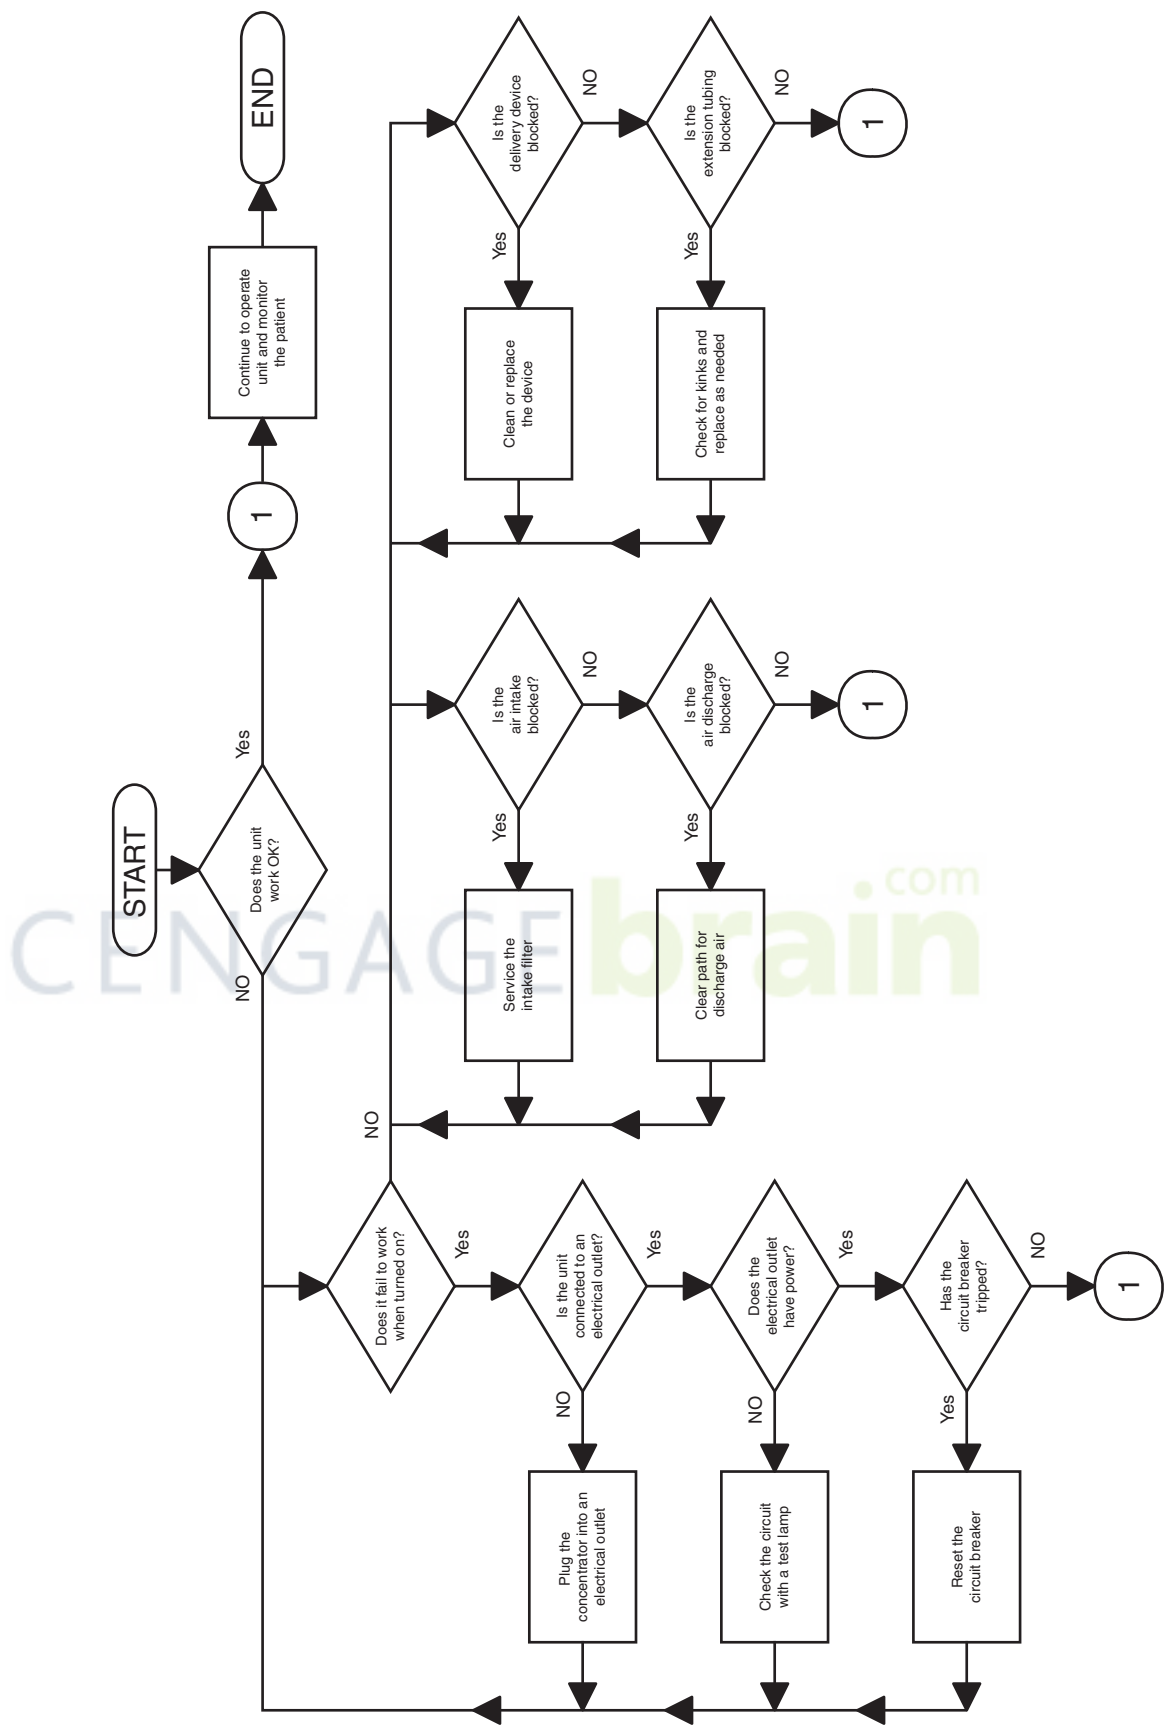 START
Does the unit
work OK?
NO
Yes
1
Continue to operate
unit and monitor
the patient
END
Does it fail to work
when turned on?
NO
Yes
Is the unit
connected to an
electrical outlet?
NO
Yes
Plug the
concentrator into an
electrical outlet
Does the
electrical outlet
have power?
NO
Yes
Check the circuit
with a test lamp
Has the
circuit breaker
tripped?
Yes
NO
Reset the
circuit breaker
1
Is the
air intake
blocked?
Yes
NO
Service the
intake filter
Is the
air discharge
blocked?
Yes
NO
Clear path for
discharge air
1
Is the
delivery device
blocked?
Yes
NO
Clean or replace
the device
Is the
extension tubing
blocked?
Yes
NO
Check for kinks and
replace as needed
1
CENGAGEbrain.com